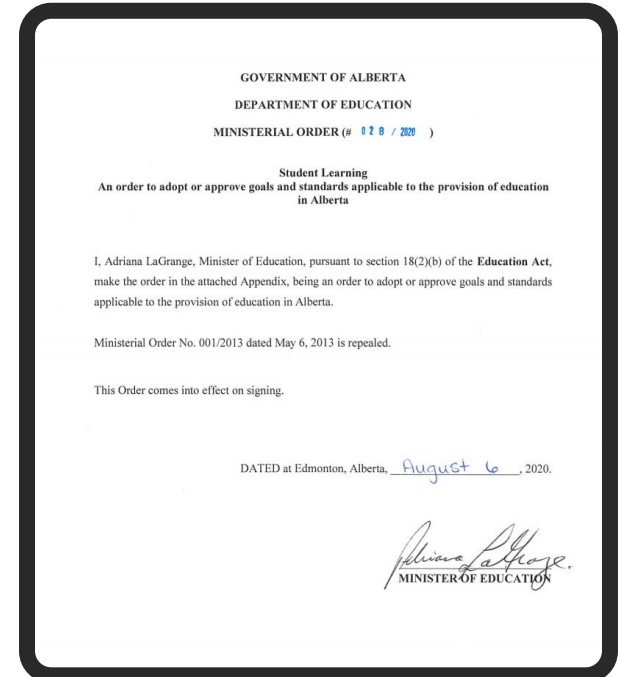 GOVERNMENT OF ALBERTA
DEPARTMENT OF EDUCATION
MINISTERIAL ORDER (# 028 / 2020 )
Student Learning
An order to adopt or approve goals and standards applicable to the provision of education
in Alberta
I, Adriana LaGrange, Minister of Education, pursuant to section 18(2)(b) of the Education Act,
make the order in the attached Appendix, being an order to adopt or approve goals and standards
applicable to the provision of education in Alberta.
Ministerial Order No. 001/2013 dated May 6, 2013 is repealed.
This Order comes into effect on signing.
DATED at Edmonton, Alberta, August 6, 2020.
Adriana LaGrange
MINISTER OF EDUCATION